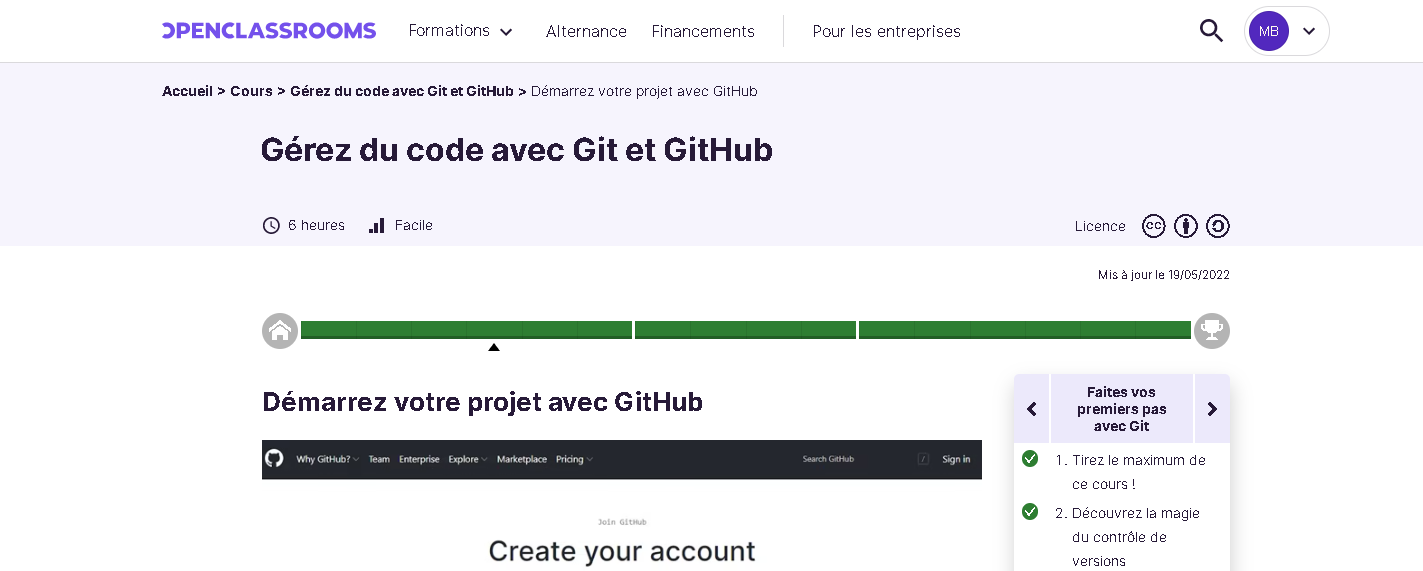 OPENCLASSROOMS Formations Alternance Financements Pour les entreprises MB
Accueil > Cours > Gérez du code avec Git et GitHub > Démarrez votre projet avec GitHub
Gérez du code avec Git et GitHub
6 heures Facile Licence cc
Mis à jour le 19/05/2022
Démarrez votre projet avec GitHub
Why GitHub? Team Enterprise Explore Marketplace Pricing Search GitHub / Sign in
Join GitHub
Create your account
Faites vos
premiers pas
avec Git
1. Tirez le maximum de
ce cours !
2. Découvrez la magie
du contrôle de
versions